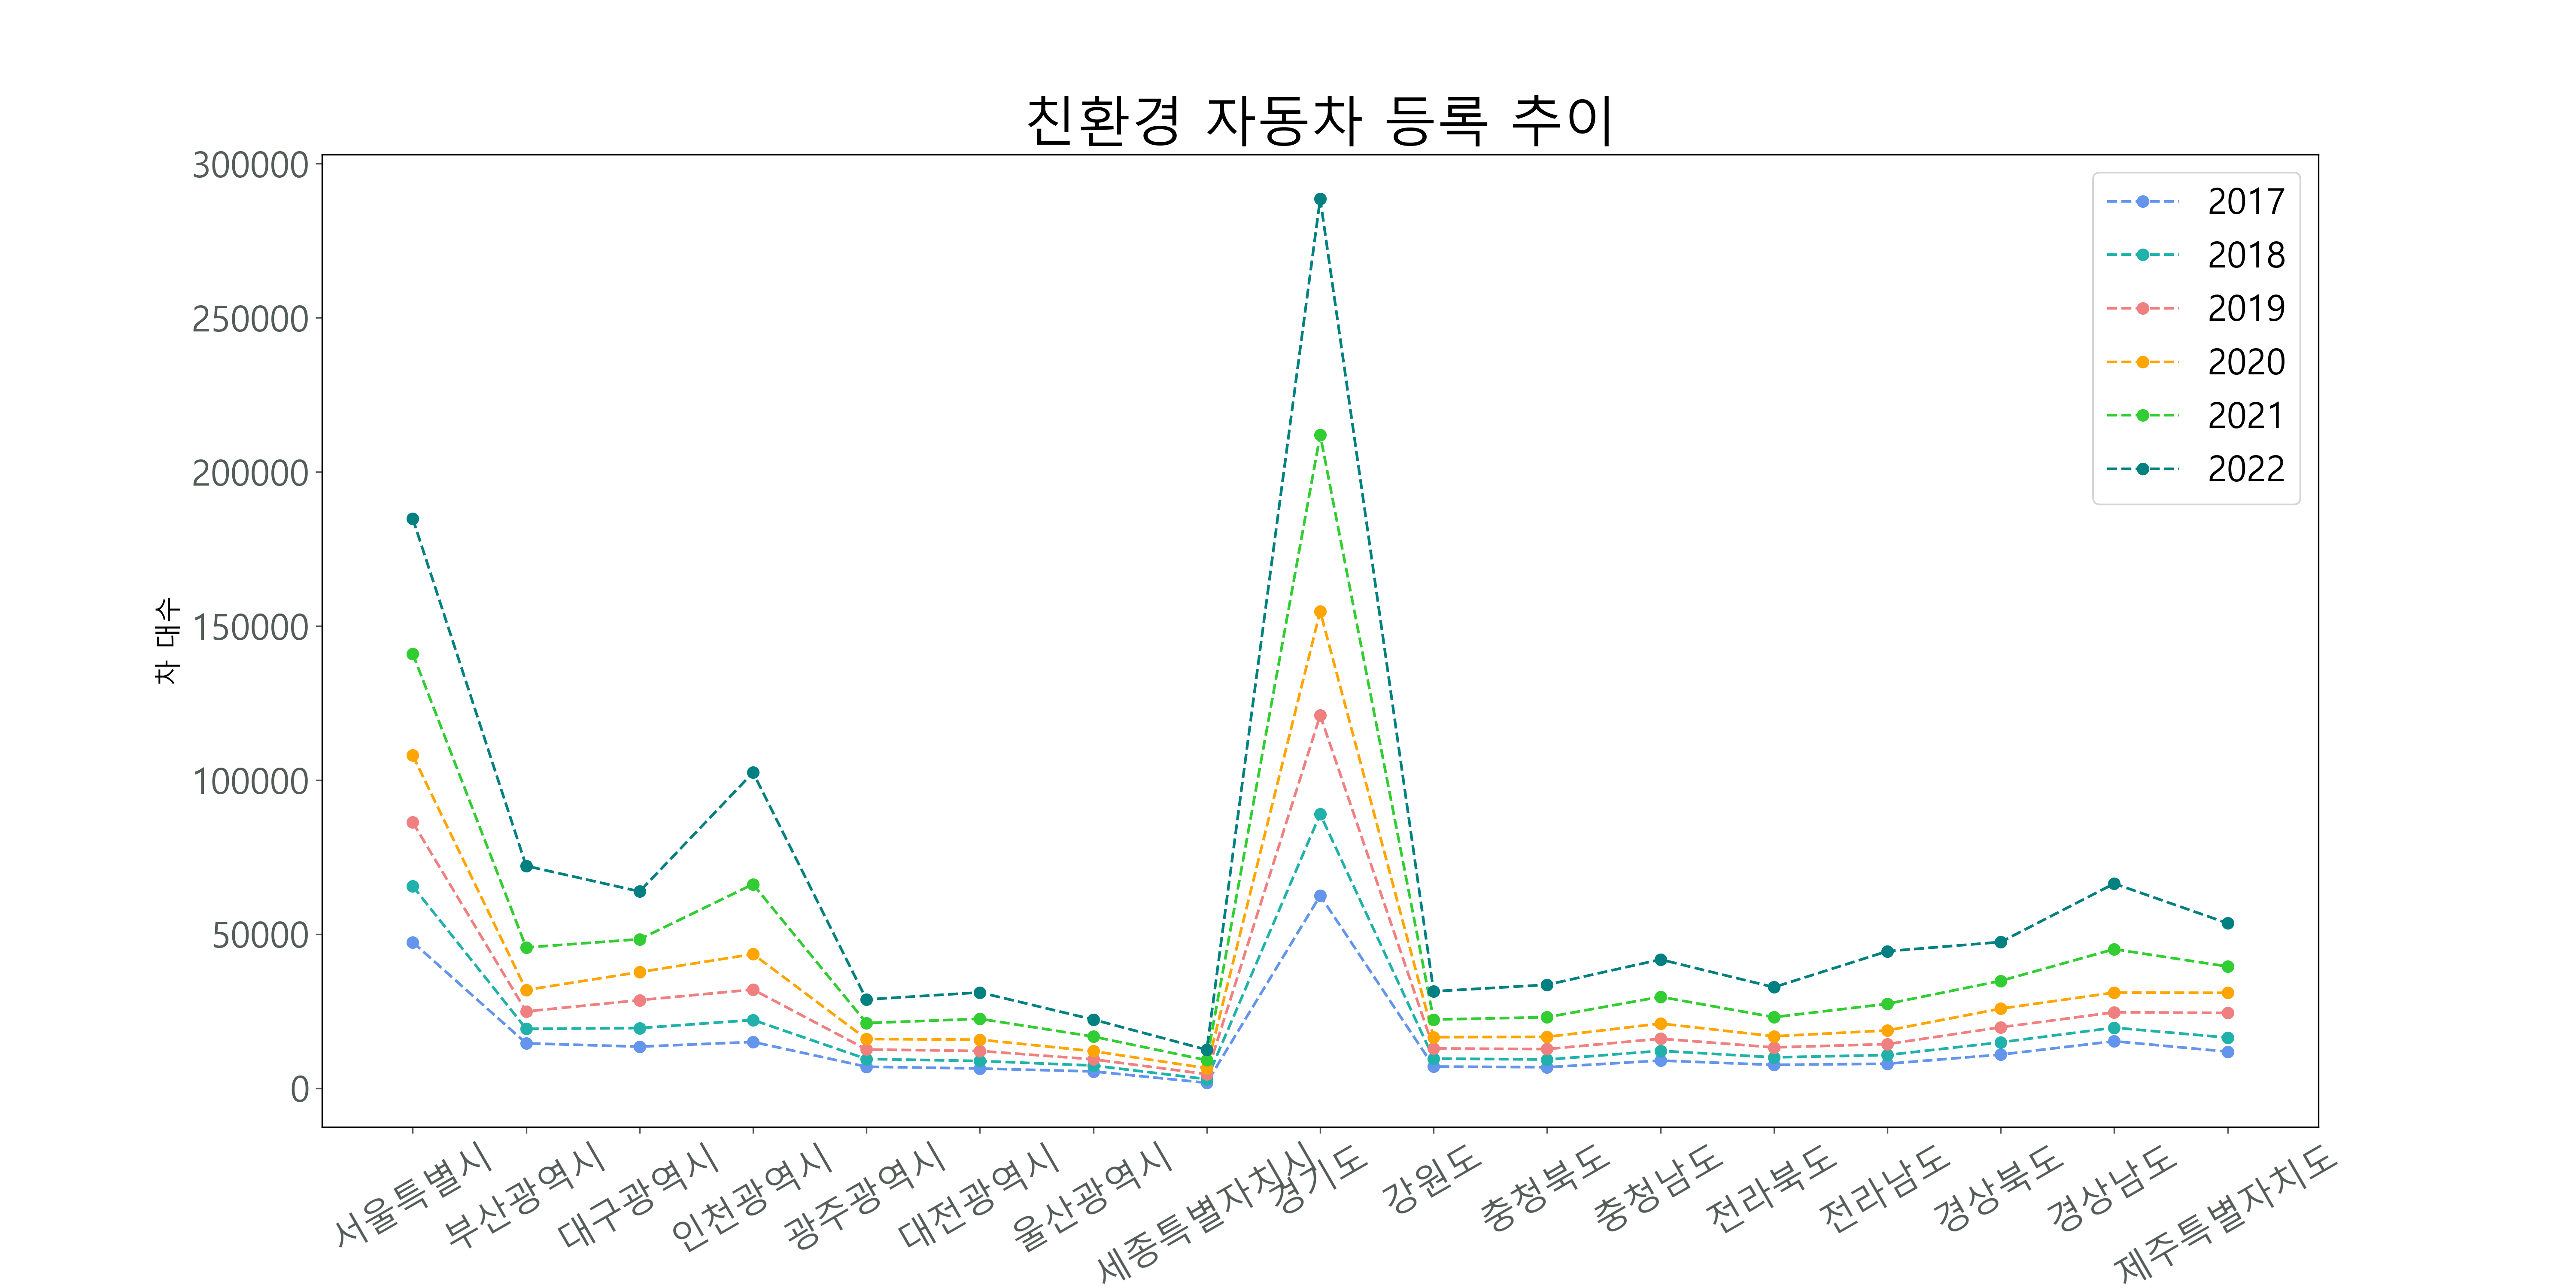 친환경 자동차 등록 추이
300000
250000
200000
150000
100000
50000
0
차 대수
2017
2018
2019
2020
2021
2022
서울특별시
부산광역시
대구광역시
인천광역시
광주광역시
대전광역시
울산광역시
세종특별자치시
경기도
강원도
충청북도
충청남도
전라북도
전라남도
경상북도
경상남도
제주특별자치도